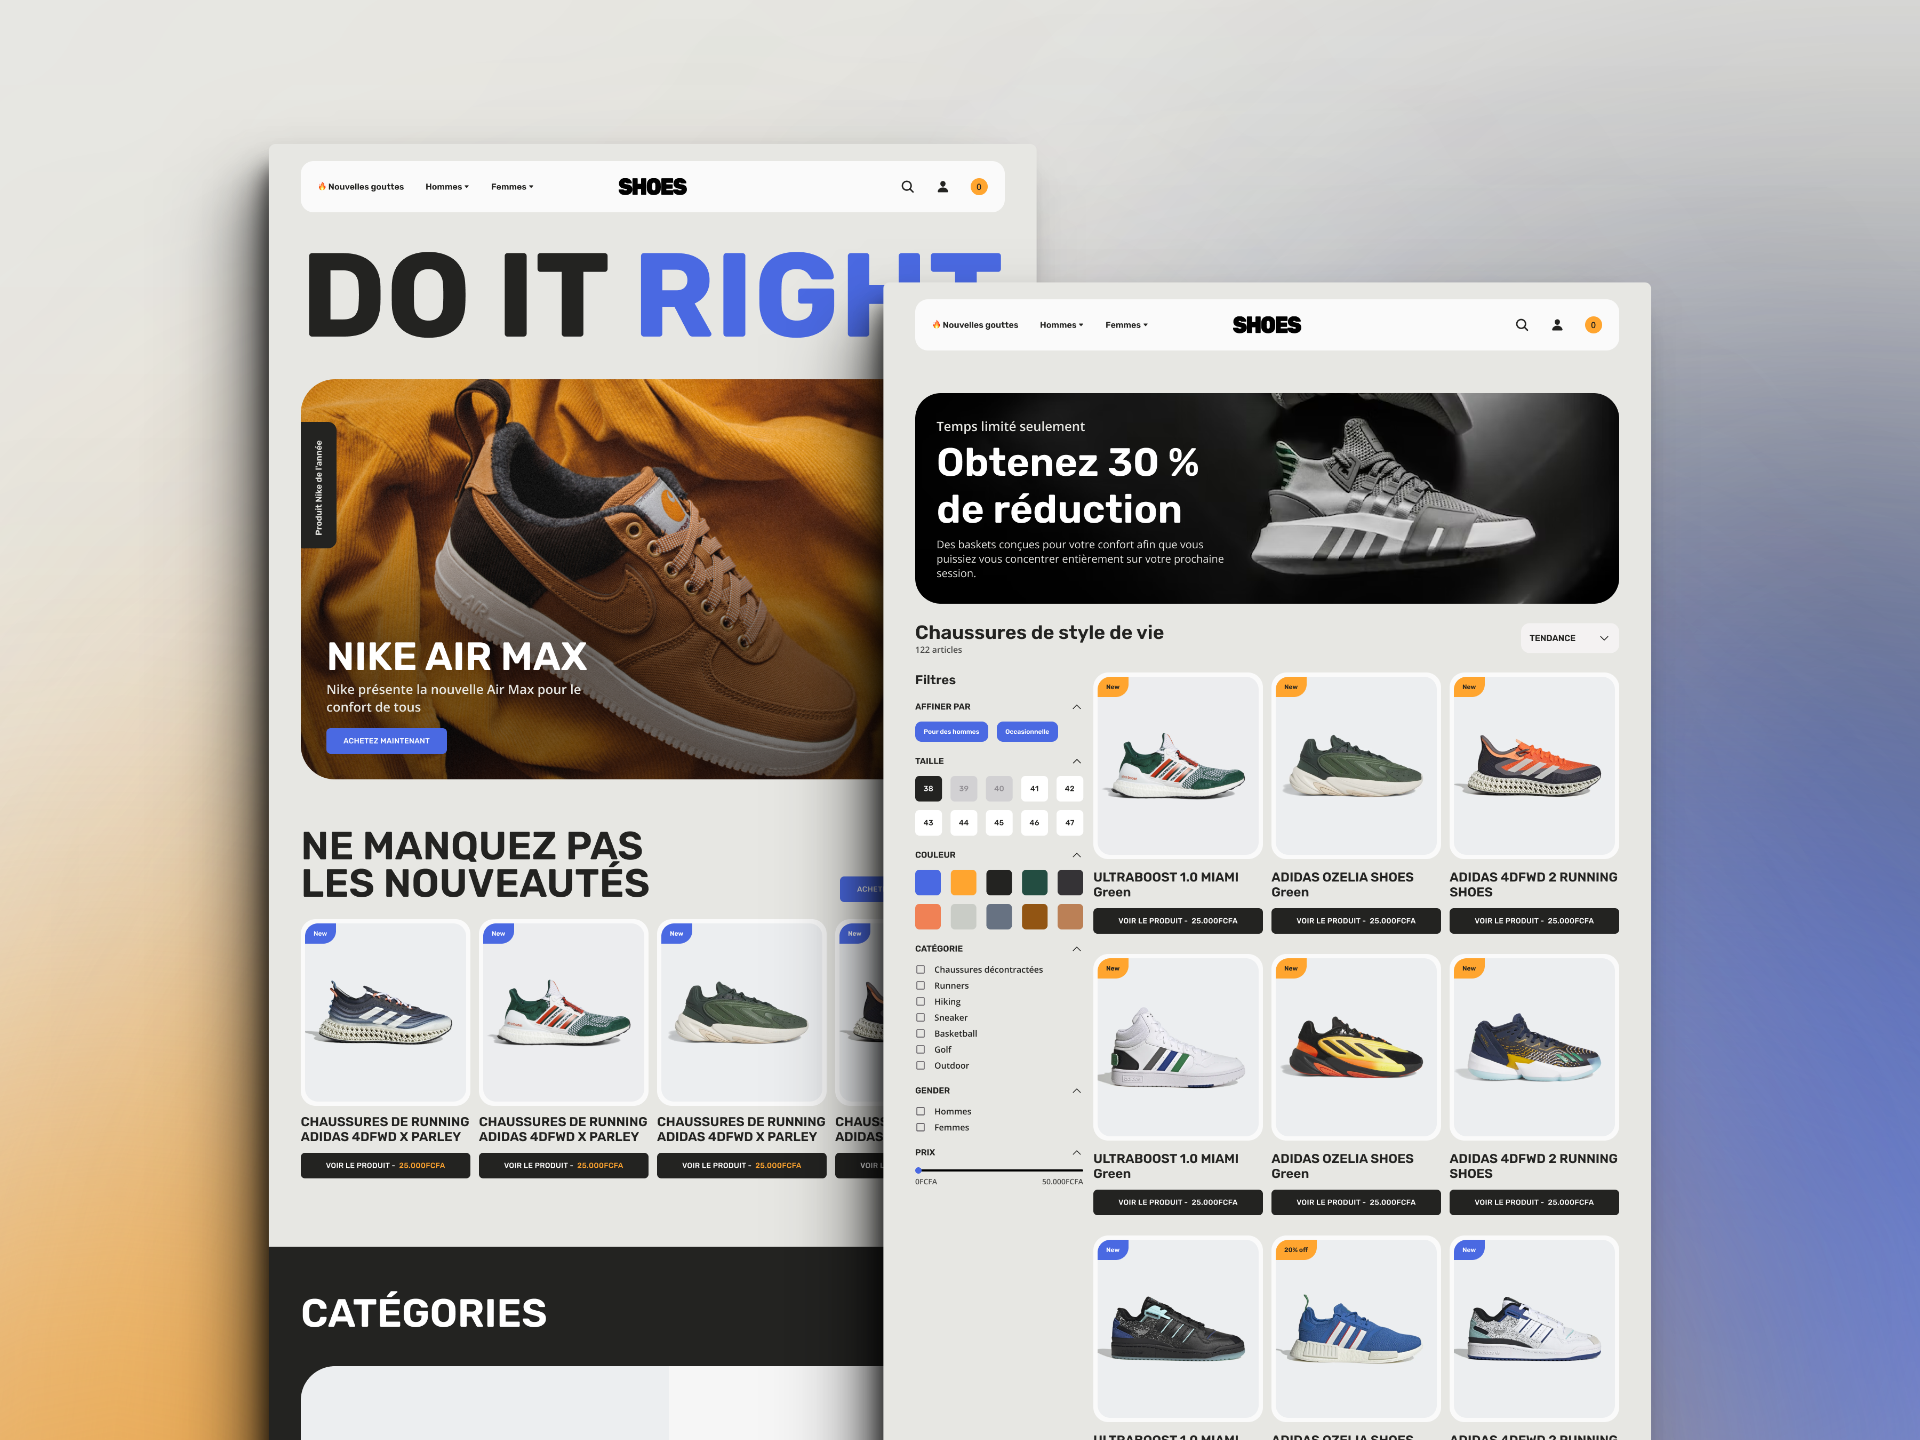 Nouvelles gouttes
Hommes
Femmes
SHOES
0
DO IT RIGHT
Produit Nike de l'année
NIKE AIR MAX
Nike présente la nouvelle Air Max pour le
confort de tous
ACHETEZ MAINTENANT
NE MANQUEZ PAS
LES NOUVEAUTÉS
ACHET
New
New
New
New
CHAUSSURES DE RUNNING
ADIDAS 4DFWD X PARLEY
VOIR LE PRODUIT - 25.000FCFA
CHAUSSURES DE RUNNING
ADIDAS 4DFWD X PARLEY
VOIR LE PRODUIT - 25.000FCFA
CHAUSSURES DE RUNNING
ADIDAS 4DFWD X PARLEY
VOIR LE PRODUIT - 25.000FCFA
CHAUS
ADIDAS
VOIR L
CATÉGORIES
Nouvelles gouttes
Hommes
Femmes
SHOES
0
Temps limité seulement
Obtenez 30 %
de réduction
Des baskets conçues pour votre confort afin que vous
puissiez vous concentrer entièrement sur votre prochaine
session.
Chaussures de style de vie
122 articles
TENDANCE
Filtres
AFFINER PAR
Pour des hommes
Occasionnelle
TAILLE
38
39
40
41
42
43
44
45
46
47
COULEUR
CATÉGORIE
Chaussures décontractées
Runners
Hiking
Sneaker
Basketball
Golf
Outdoor
GENDER
Hommes
Femmes
PRIX
0FCFA
50.000FCFA
New
New
New
ULTRABOOST 1.0 MIAMI
Green
VOIR LE PRODUIT - 25.000FCFA
ADIDAS OZELIA SHOES
Green
VOIR LE PRODUIT - 25.000FCFA
ADIDAS 4DFWD 2 RUNNING
SHOES
VOIR LE PRODUIT - 25.000FCFA
New
New
New
ULTRABOOST 1.0 MIAMI
Green
VOIR LE PRODUIT - 25.000FCFA
ADIDAS OZELIA SHOES
Green
VOIR LE PRODUIT - 25.000FCFA
ADIDAS 4DFWD 2 RUNNING
SHOES
VOIR LE PRODUIT - 25.000FCFA
New
20% off
New
ULTRABOOST 1.0 MIAMI
ADIDAS OZELIA SHOES
ADIDAS 4DFWD 2 RUNNING